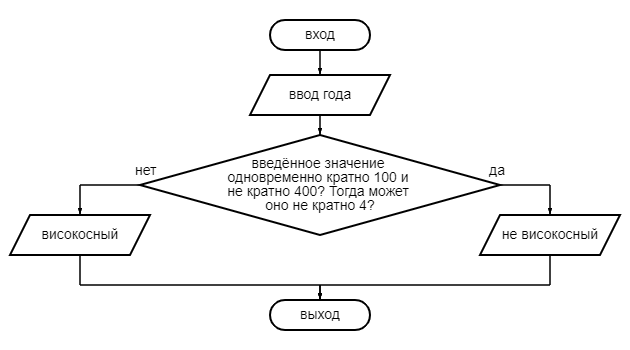 вход
ввод года
введённое значение
одновременно кратно 100 и
не кратно 400? Тогда может
оно не кратно 4?
нет
да
високосный
не високосный
выход